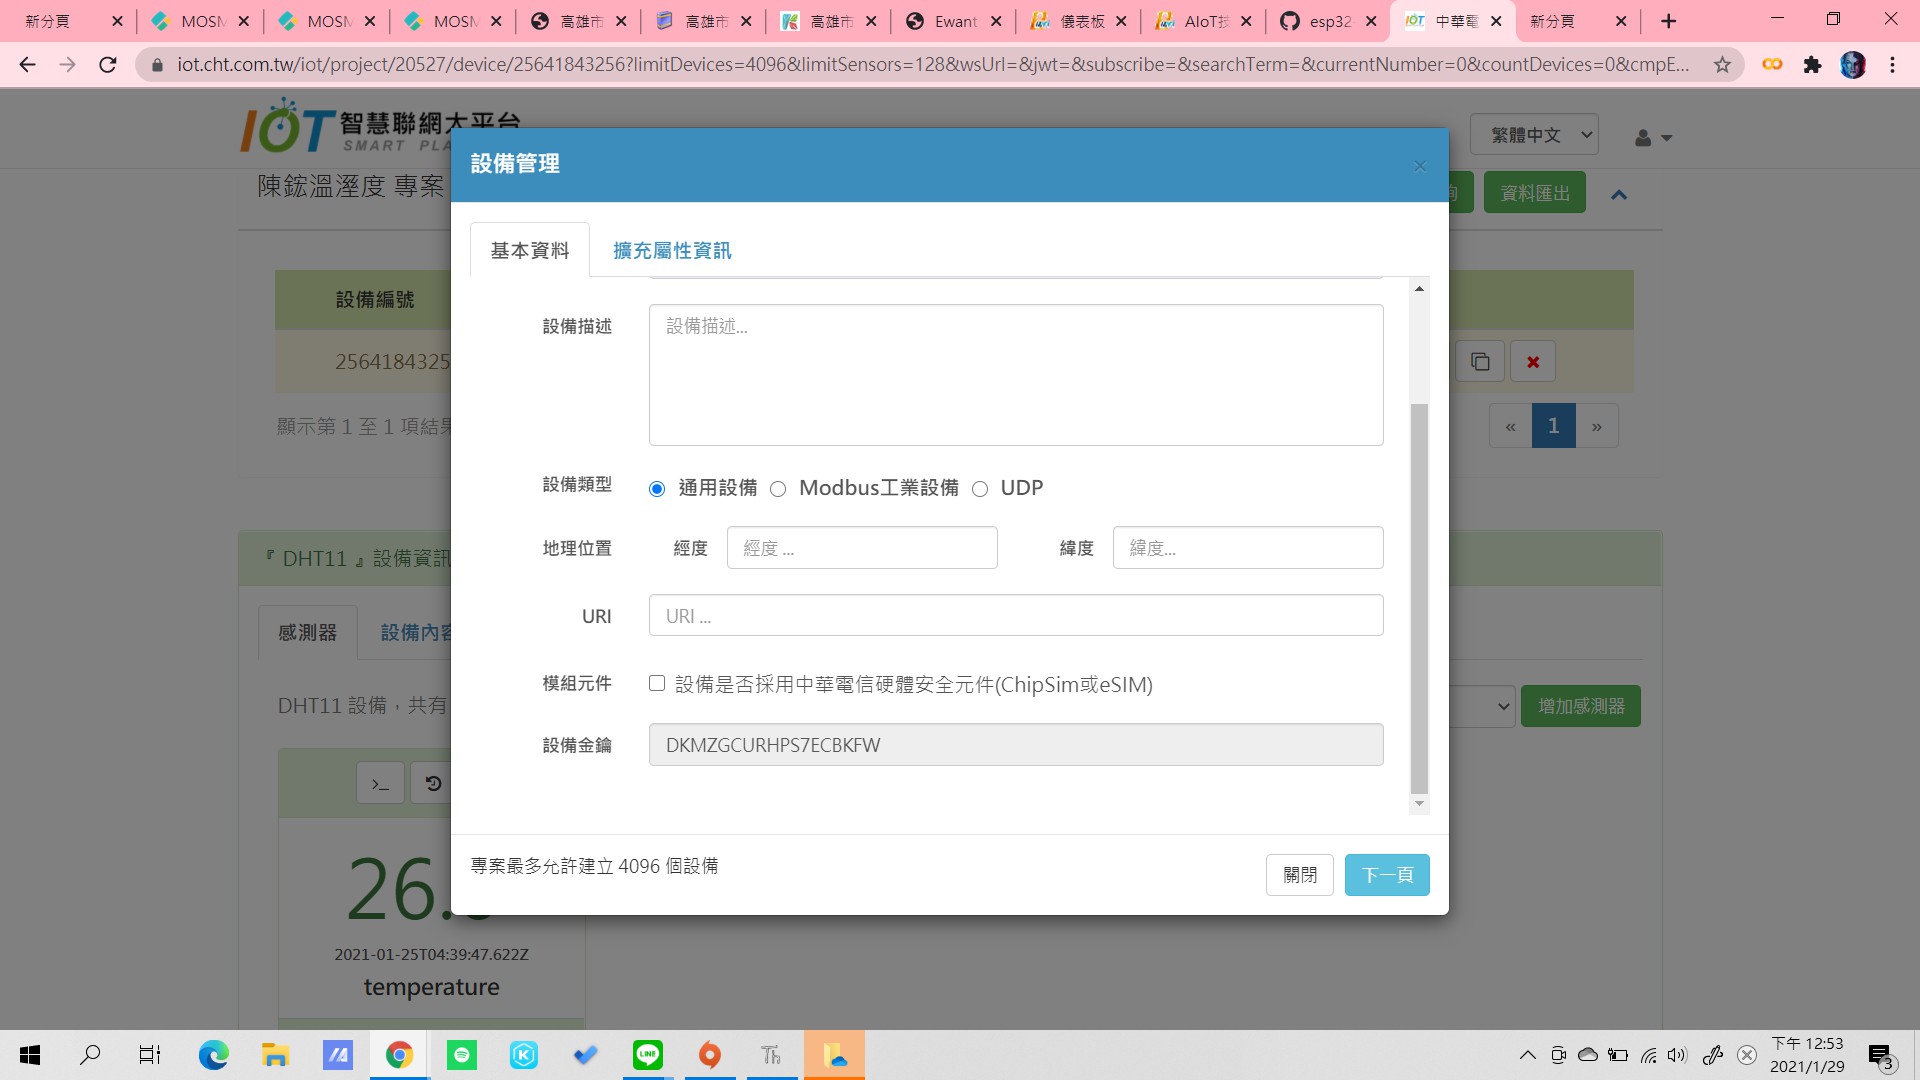 新分頁
MOSM
MOSM
MOSM
高雄市
高雄市
高雄市
Ewant
儀表板
AIoT技
esp32
中華電
新分頁
iot.cht.com.tw/iot/project/20527/device/25641843256?limitDevices=4096&limitSensors=128&wsUrl=&jwt=&subscribe=&searchTerm=&currentNumber=0&countDevices=0&cmpE...
IOT 智慧聯網大平台
SMART PLA
繁體中文
陳鋐溫溼度 專案
資料匯出
設備管理
基本資料
擴充屬性資訊
設備編號
2564184325
顯示第 1 至 1 項結果
« 1 »
設備描述
設備描述...
設備類型
通用設備
Modbus工業設備
UDP
地理位置
經度
經度 ...
緯度
緯度...
URI
URI ...
模組元件
設備是否採用中華電信硬體安全元件(ChipSim或eSIM)
設備金鑰
DKMZGCURHPS7ECBKFW
專案最多允許建立 4096 個設備
關閉
下一頁
『 DHT11 』設備資訊
感測器
設備內容
DHT11 設備，共有
增加感測器
26.
2021-01-25T04:39:47.622Z
temperature
下午 12:53
2021/1/29
3